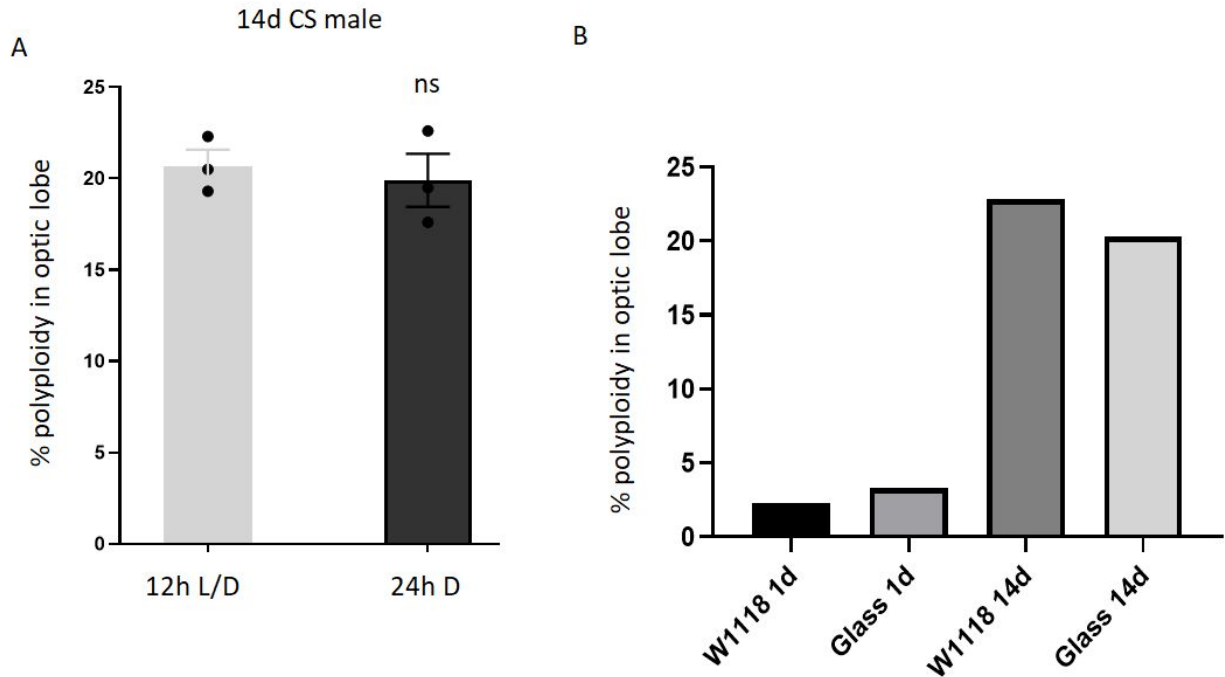 14d CS male
A
ns
25
20
15
10
5
0
% polyploidy in optic lobe
12h L/D
24h D
B
25
20
15
10
5
0
% polyploidy in optic lobe
W1118 1d
Glass 1d
W1118 14d
Glass 14d